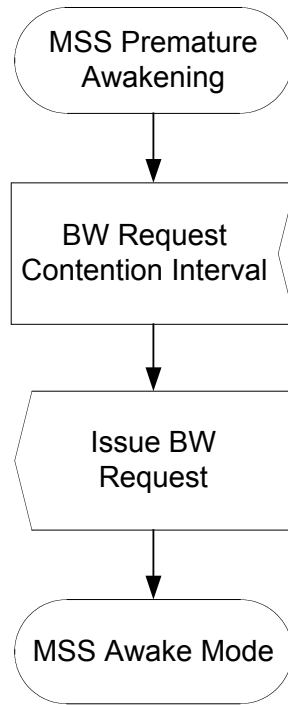 MSS Premature
Awakening
BW Request
Contention Interval
Issue BW
Request
MSS Awake Mode